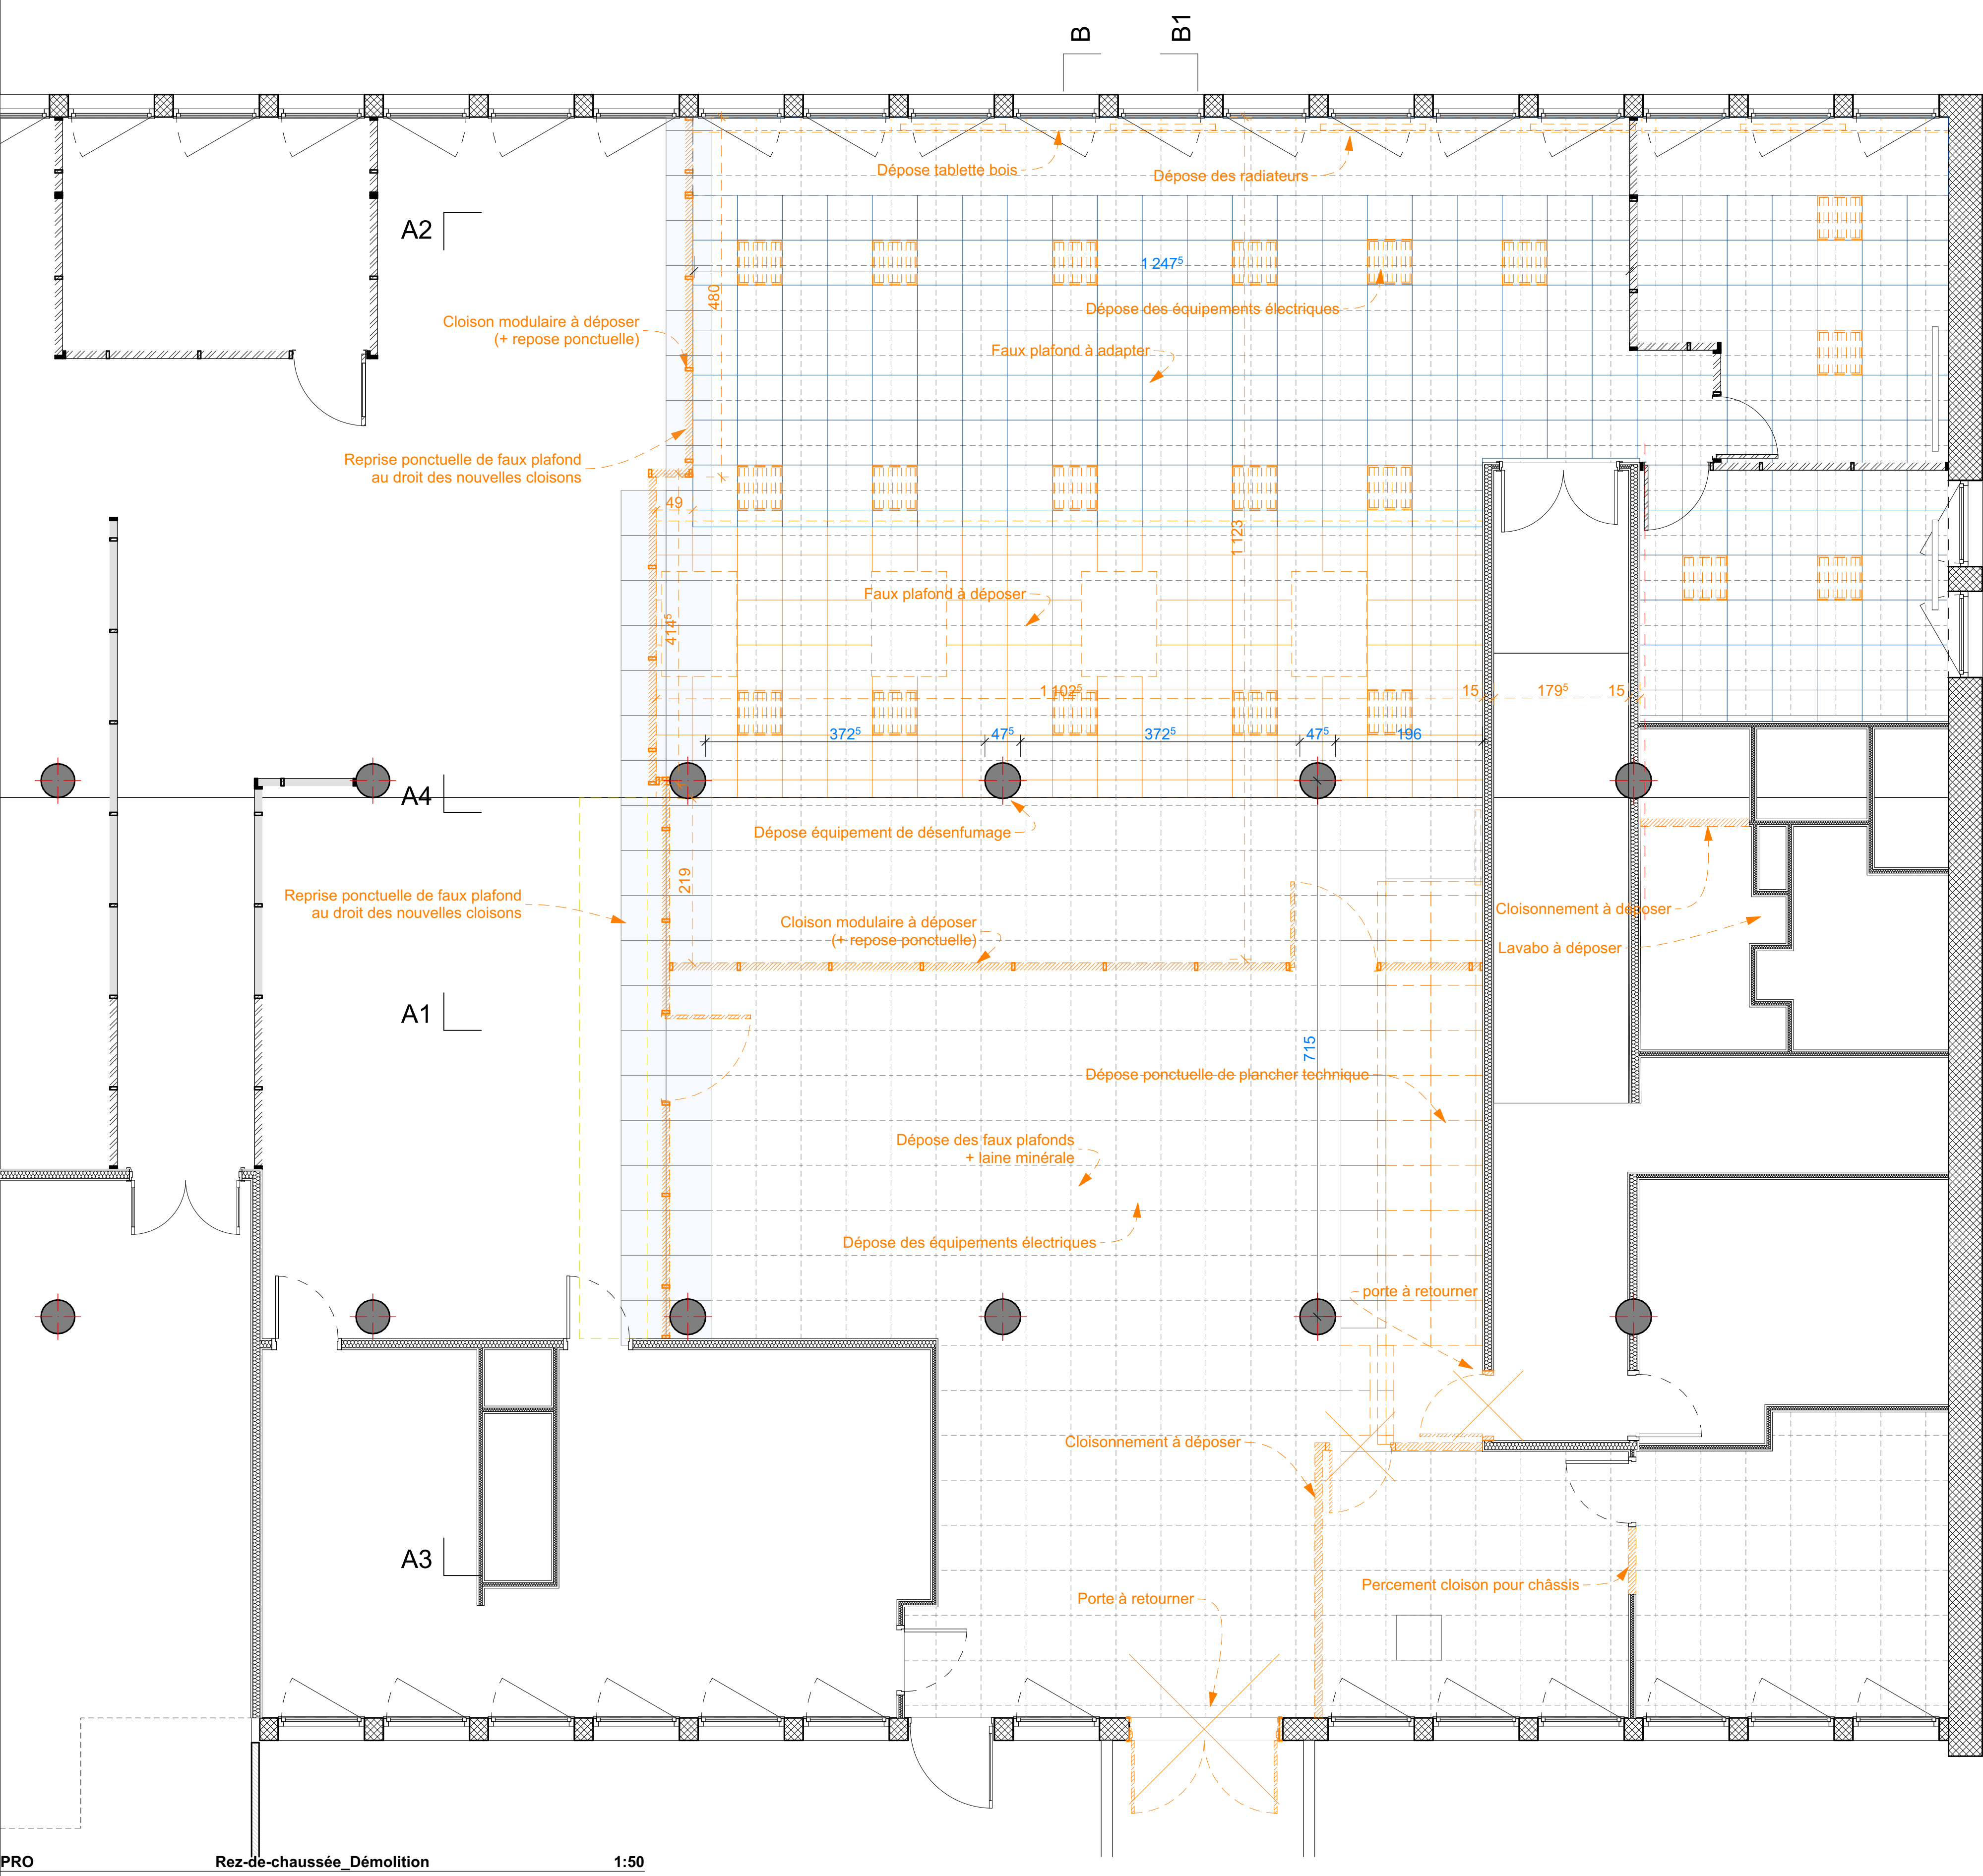 B
B1
Dépose tablette bois
Dépose des radiateurs
A2
1 247⁵
480
Dépose des équipements électriques
Cloison modulaire à déposer
(+ repose ponctuelle)
Faux plafond à adapter
Reprise ponctuelle de faux plafond
au droit des nouvelles cloisons
49
1 123
Faux plafond à déposer
414⁵
1 102⁵
15
179⁵
15
372⁵
47⁵
372⁵
47⁵
196
A4
Dépose équipement de désenfumage
219
Reprise ponctuelle de faux plafond
au droit des nouvelles cloisons
Cloison modulaire à déposer
(+ repose ponctuelle)
Cloisonnement à déposer
Lavabo à déposer
A1
715
Dépose ponctuelle de plancher technique
Dépose des faux plafonds
+ laine minérale
Dépose des équipements électriques
porte à retourner
Cloisonnement à déposer
A3
Percement cloison pour châssis
Porte à retourner
PRO
Rez-de-chaussée_Démolition
1:50